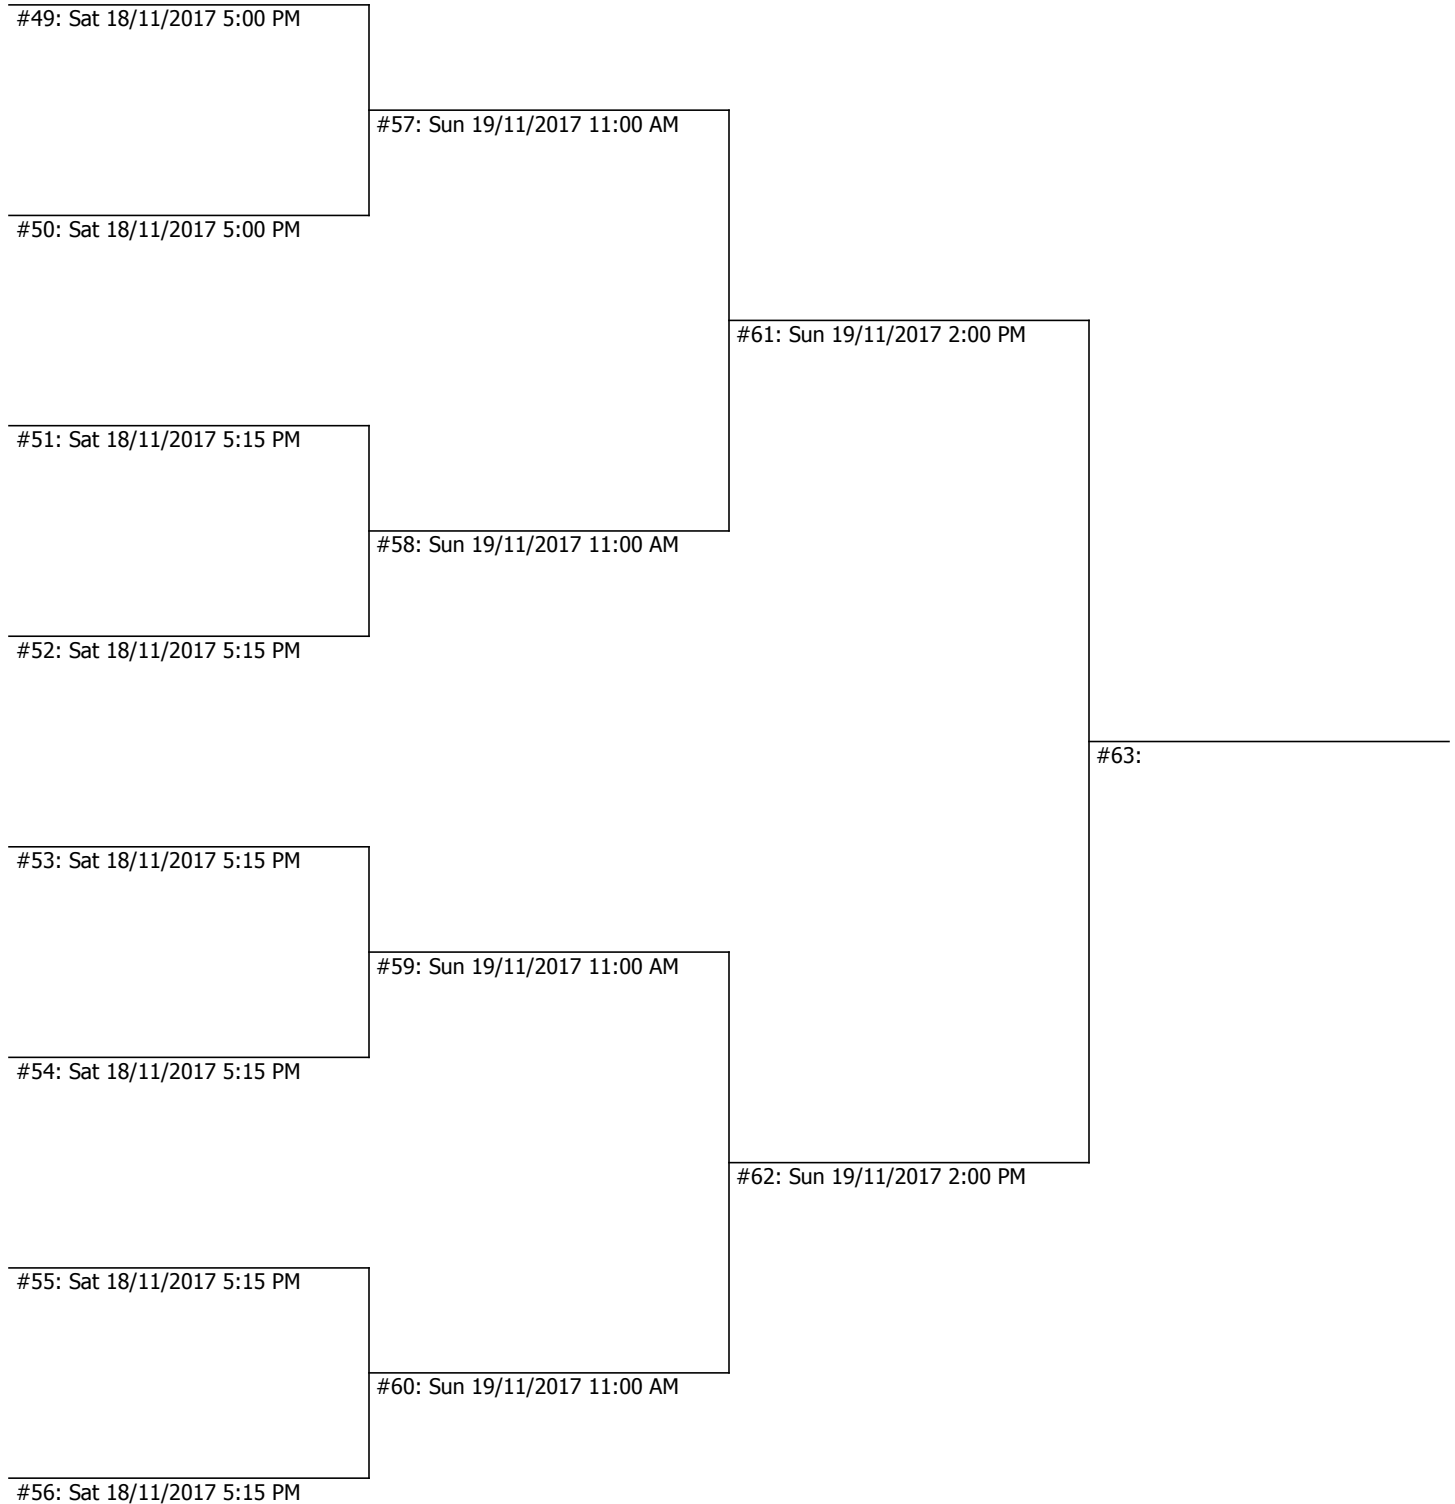 #49: Sat 18/11/2017 5:00 PM
#57: Sun 19/11/2017 11:00 AM
#50: Sat 18/11/2017 5:00 PM
#61: Sun 19/11/2017 2:00 PM
#51: Sat 18/11/2017 5:15 PM
#58: Sun 19/11/2017 11:00 AM
#52: Sat 18/11/2017 5:15 PM
#63:
#53: Sat 18/11/2017 5:15 PM
#59: Sun 19/11/2017 11:00 AM
#54: Sat 18/11/2017 5:15 PM
#62: Sun 19/11/2017 2:00 PM
#55: Sat 18/11/2017 5:15 PM
#60: Sun 19/11/2017 11:00 AM
#56: Sat 18/11/2017 5:15 PM